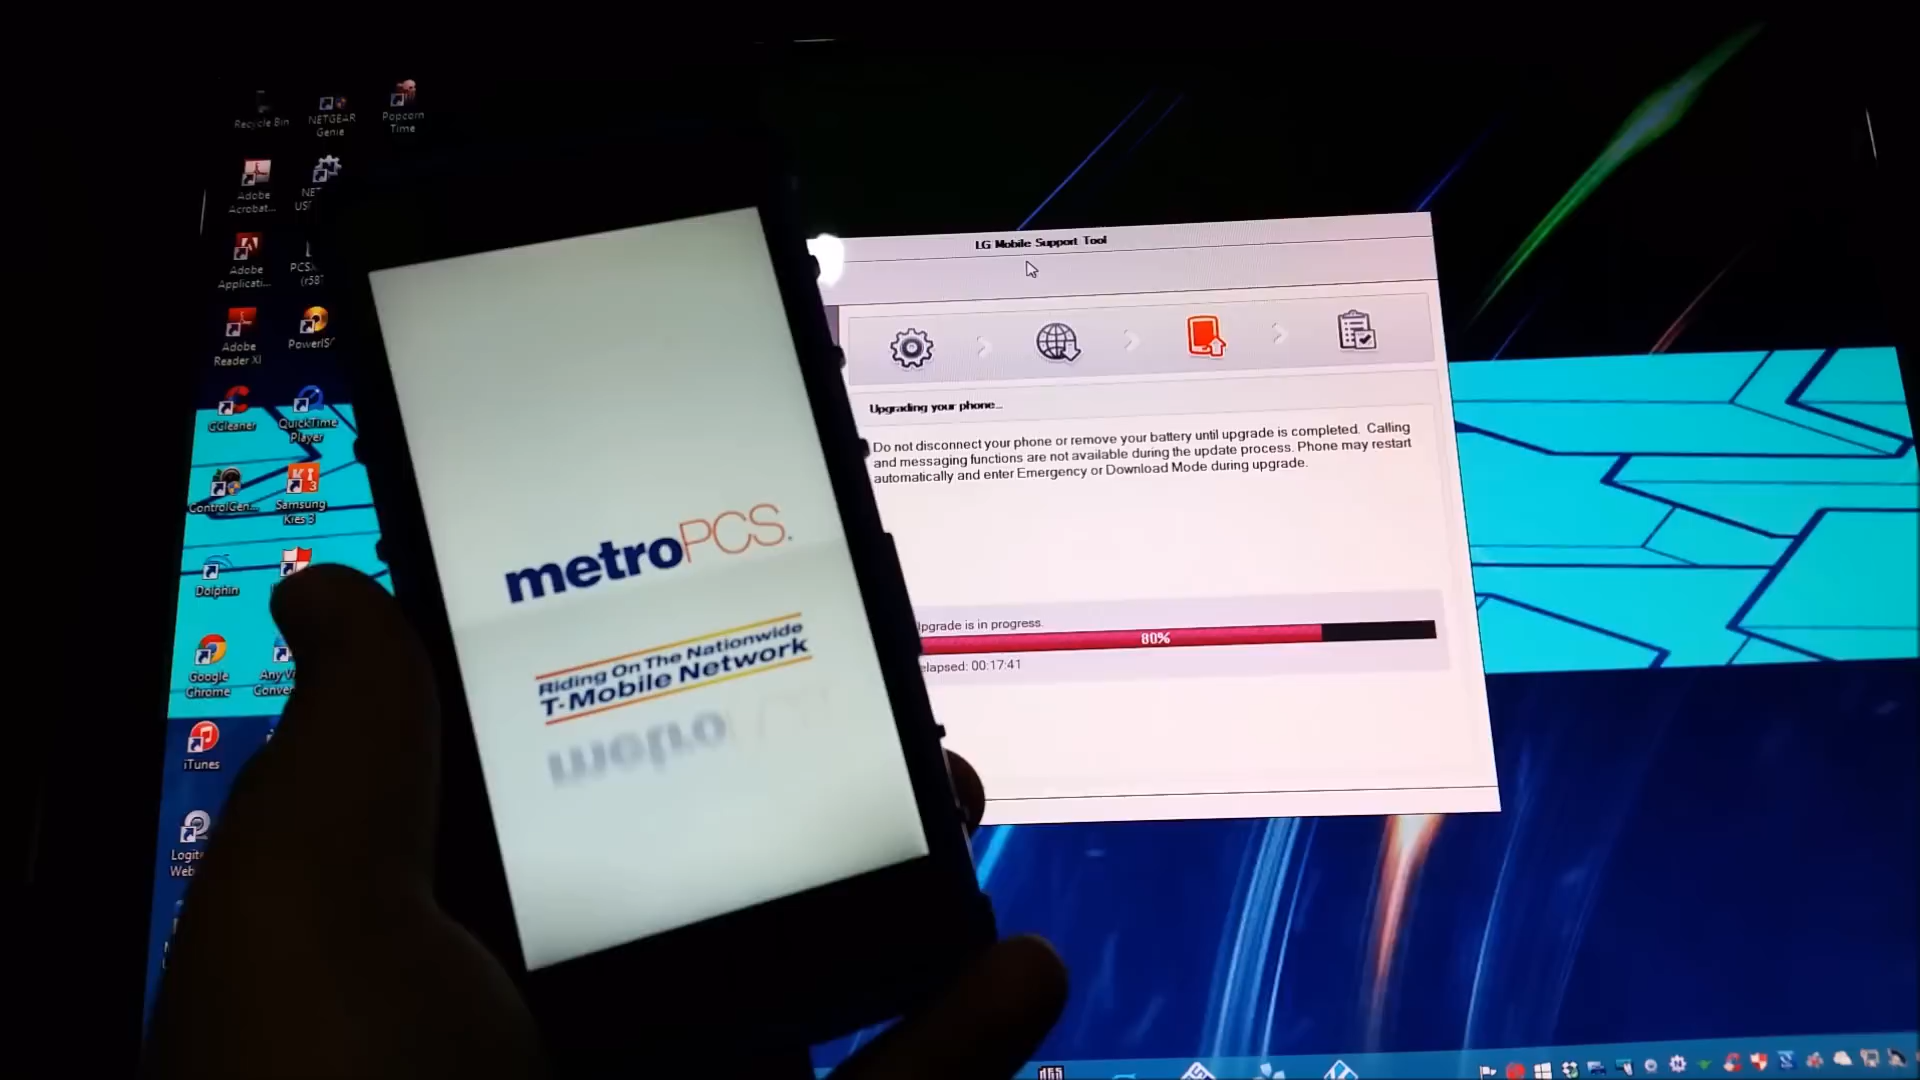 Recycle Bin
NETGEAR
Genie
Popcorn
Time
Adobe
Acrobat...
Adobe
Applicati...
Adobe
Reader XI
CCleaner
QuickTime
Player
ControlCen...
Samsung
Kies 3
Dolphin
Google
Chrome
iTunes
metroPCS.
Riding On The Nationwide
T-Mobile Network
LG Mobile Support Tool
Upgrading your phone...
Do not disconnect your phone or remove your battery until upgrade is completed. Calling
and messaging functions are not available during the update process. Phone may restart
automatically and enter Emergency or Download Mode during upgrade.
pgrade is in progress.
80%
elapsed: 00:17:41